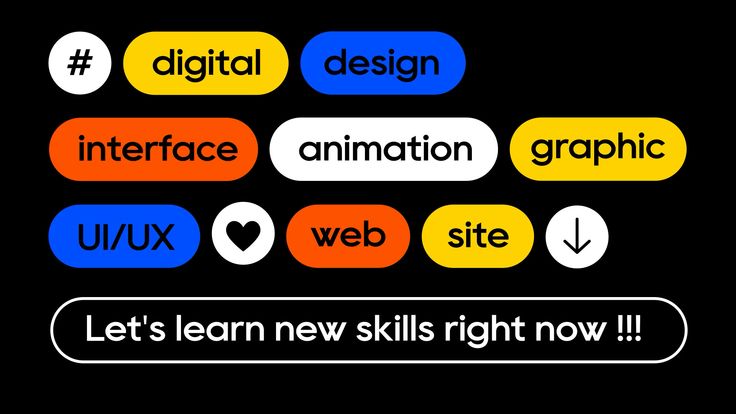 # digital design
interface animation graphic
UI/UX web site
Let's learn new skills right now !!!